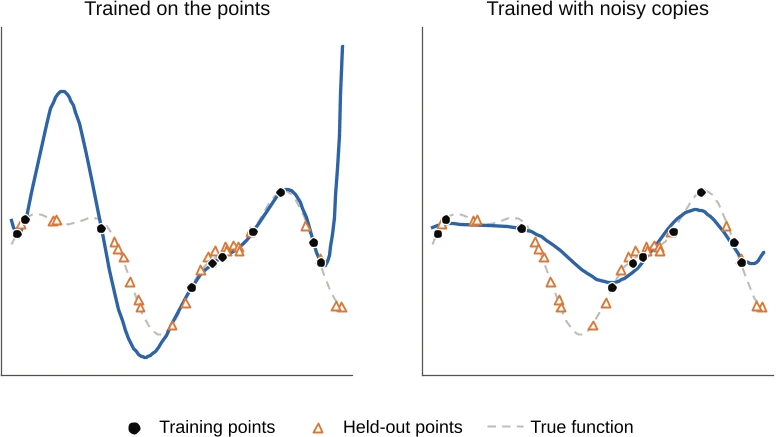 Trained on the points
Trained with noisy copies
Training points
Held-out points
True function